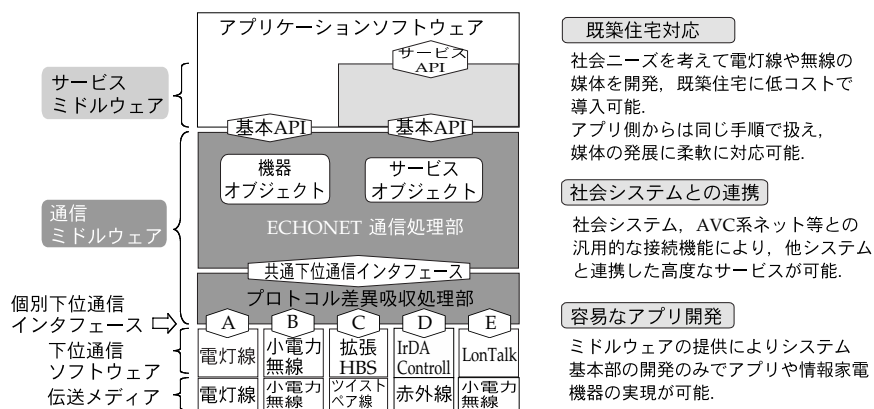 アプリケーションソフトウェア
サービス
API
サービス
ミドルウェア
基本API
基本API
機器
オブジェクト
サービス
オブジェクト
通信
ミドルウェア
ECHONET 通信処理部
共通下位通信インタフェース
プロトコル差異吸収処理部
個別下位通信
インタフェース
A
B
C
D
E
下位通信
ソフトウェア
電灯線
小電力
無線
拡張
HBS
IrDA
Controll
LonTalk
伝送メディア
電灯線
小電力
無線
ツイスト
ペア線
赤外線
小電力
無線
既築住宅対応
社会ニーズを考えて電灯線や無線の
媒体を開発，既築住宅に低コストで
導入可能．
アプリ側からは同じ手順で扱え，
媒体の発展に柔軟に対応可能．
社会システムとの連携
社会システム，AVC系ネット等との
汎用的な接続機能により，他システム
と連携した高度なサービスが可能．
容易なアプリ開発
ミドルウェアの提供によりシステム
基本部の開発のみでアプリや情報家電
機器の実現が可能．